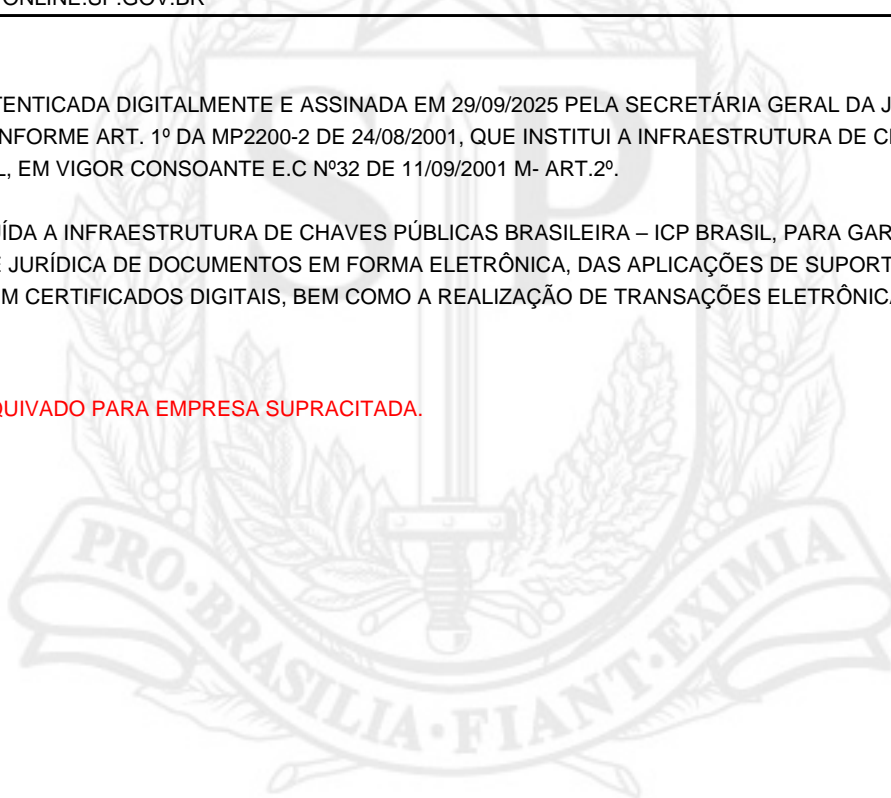 ONLINE.SP.GOV.BR
TENTICADA DIGITALMENTE E ASSINADA EM 29/09/2025 PELA SECRETÁRIA GERAL DA J
NFORME ART. 1º DA MP2200-2 DE 24/08/2001, QUE INSTITUI A INFRAESTRUTURA DE C
L, EM VIGOR CONSOANTE E.C Nº32 DE 11/09/2001 M- ART.2º.
UÍDA A INFRAESTRUTURA DE CHAVES PÚBLICAS BRASILEIRA – ICP BRASIL, PARA GAR
E JURÍDICA DE DOCUMENTOS EM FORMA ELETRÔNICA, DAS APLICAÇÕES DE SUPORT
M CERTIFICADOS DIGITAIS, BEM COMO A REALIZAÇÃO DE TRANSAÇÕES ELETRÔNICA
QUIVADO PARA EMPRESA SUPRACITADA.
SP
PRO·BRASILIA·FIANT·EXIMIA